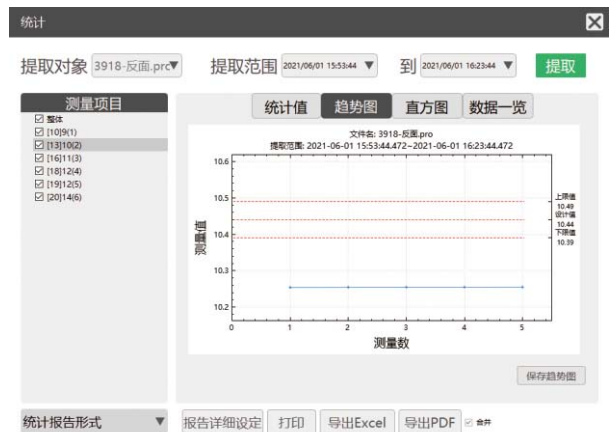 统计
提取对象 3918-反面.prc 提取范围 2021/06/01 15:53:44 到 2021/06/01 16:23:44 提取
测量项目
整体
[10]9(1)
[13]10(2)
[16]11(3)
[18]12(4)
[19]12(5)
[20]14(6)
统计值 趋势图 直方图 数据一览
文件名: 3918-反面.pro
提取范围: 2021-06-01 15:53:44.472~2021-06-01 16:23:44.472
测量值
10.6
10.5
10.4
10.3
10.2
上限值
10.49
设计值
10.44
下限值
10.39
0 1 2 3 4 5
测量数
保存趋势图
统计报告形式 报告详细设定 打印 导出Excel 导出PDF 合并